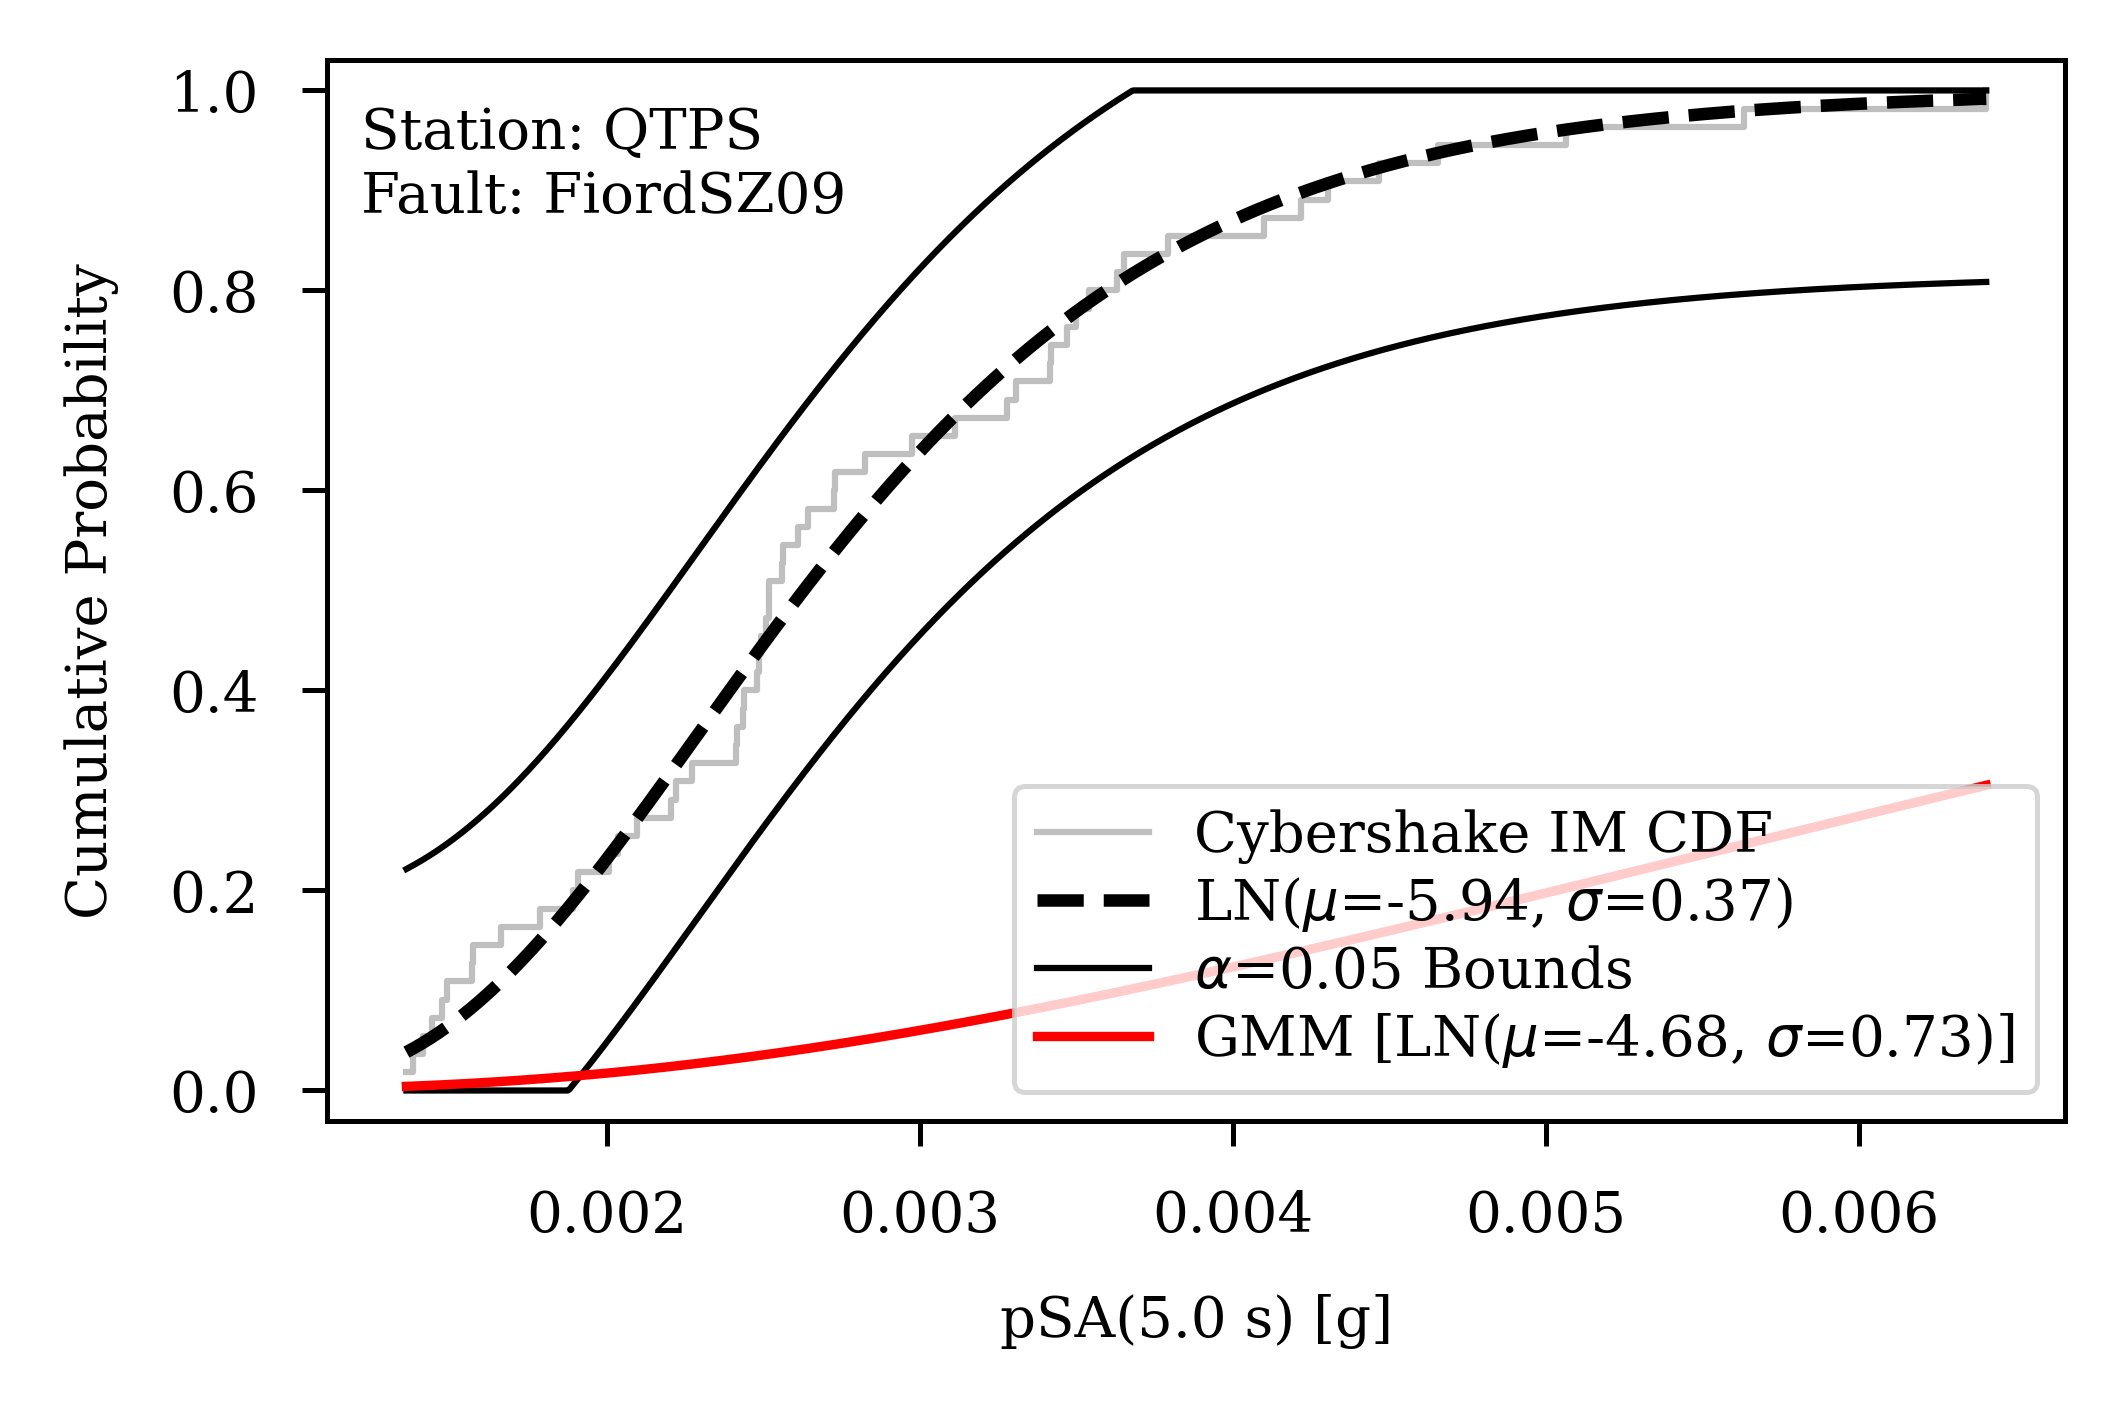 Station: QTPS
Fault: FiordSZ09
Cumulative Probability
1.0
0.8
0.6
0.4
0.2
0.0
Cybershake IM CDF
LN(μ=-5.94, σ=0.37)
α=0.05 Bounds
GMM [LN(μ=-4.68, σ=0.73)]
0.002 0.003 0.004 0.005 0.006
pSA(5.0 s) [g]